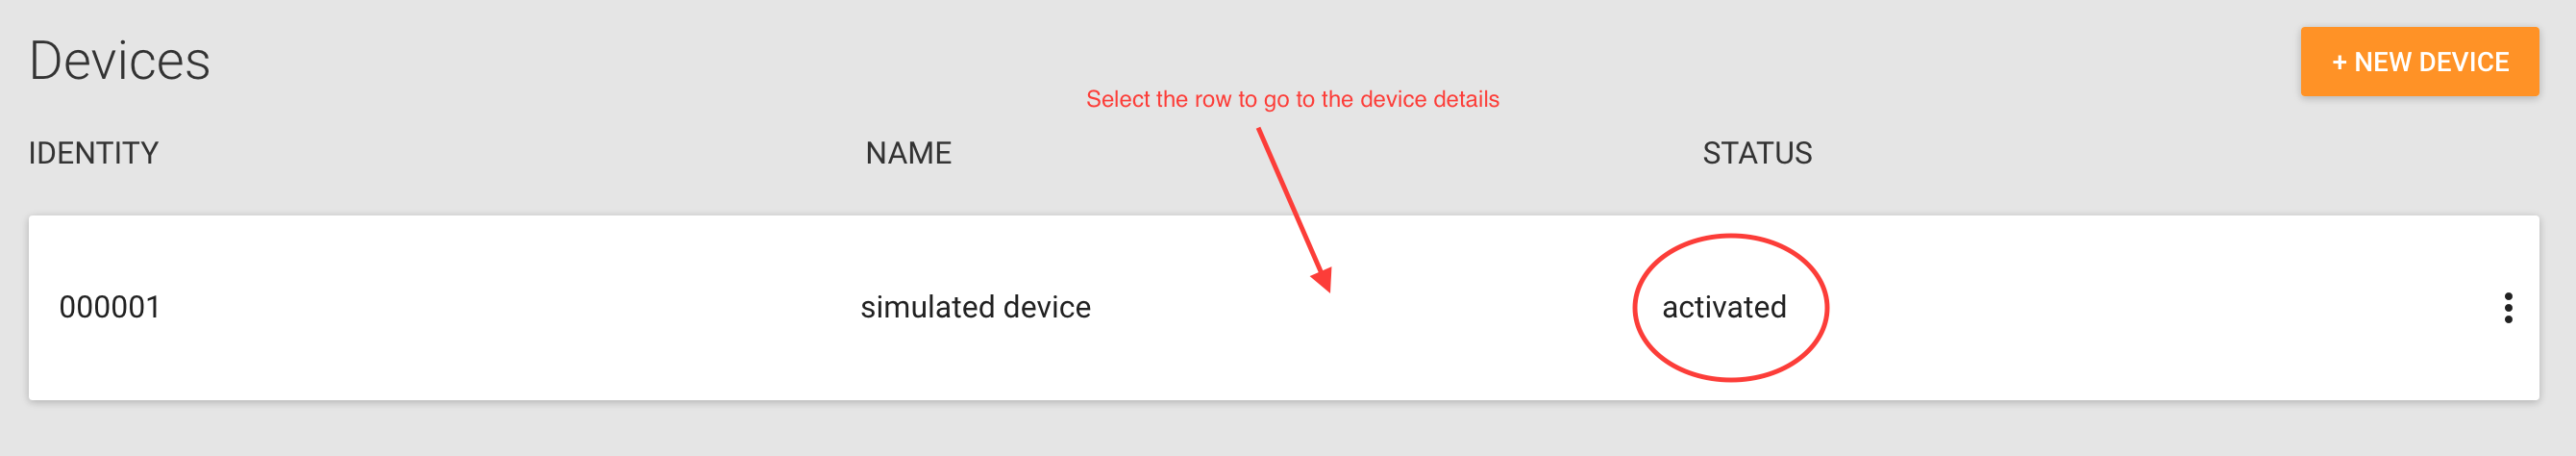 Devices
+ NEW DEVICE
Select the row to go to the device details
IDENTITY NAME STATUS
000001 simulated device activated